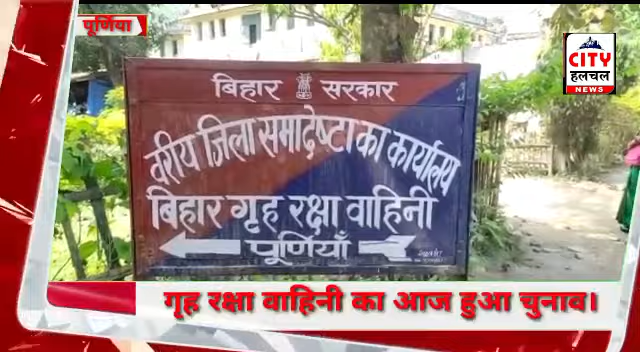 पूर्णिया
CITY
हलचल
NEWS
बिहार सरकार
वरीय जिला समादेष्टा का कार्यालय
बिहार गृह रक्षा वाहिनी
पूर्णियाँ
गृह रक्षा वाहिनी का आज हुआ चुनाव।